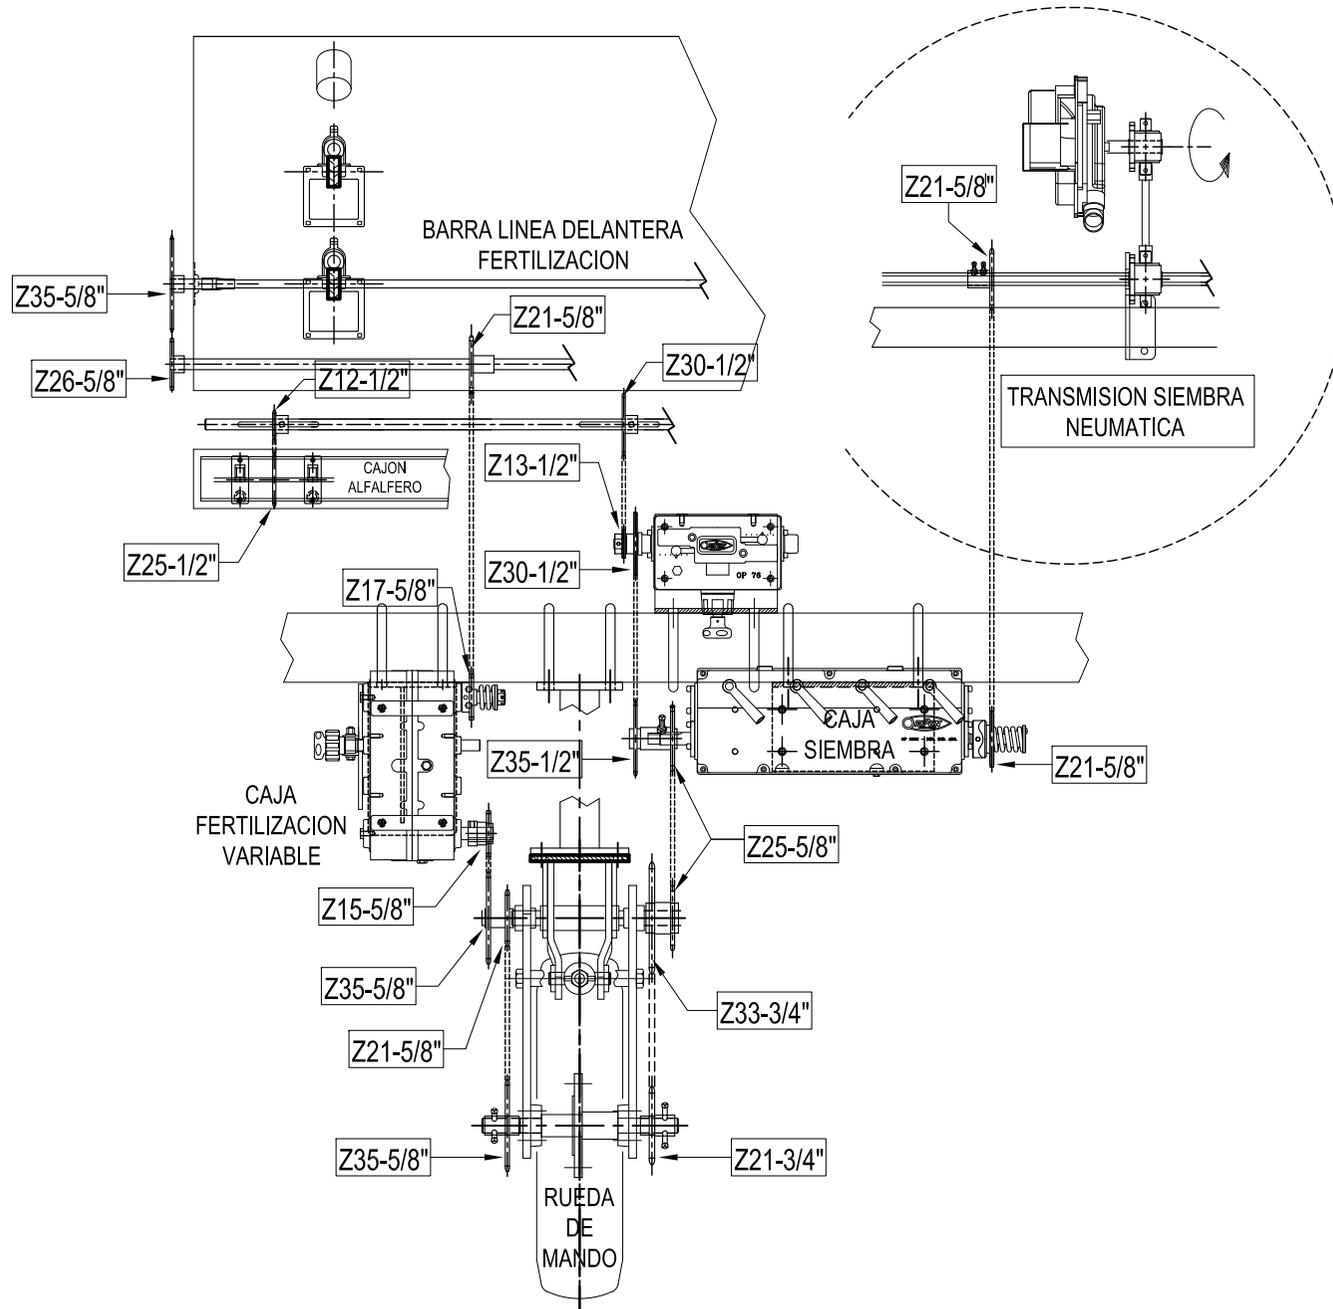 Z21-5/8"
BARRA LINEA DELANTERA
FERTILIZACION
Z35-5/8"
Z21-5/8"
Z26-5/8"
Z12-1/2"
Z30-1/2"
TRANSMISION SIEMBRA
NEUMATICA
CAJON
ALFALFERO
Z13-1/2"
Z25-1/2"
Z30-1/2"
OP 76
Z17-5/8"
CAJA
SIEMBRA
Z35-1/2"
Z21-5/8"
CAJA
FERTILIZACION
VARIABLE
Z25-5/8"
Z15-5/8"
Z35-5/8"
Z33-3/4"
Z21-5/8"
Z35-5/8"
Z21-3/4"
RUEDA
DE
MANDO